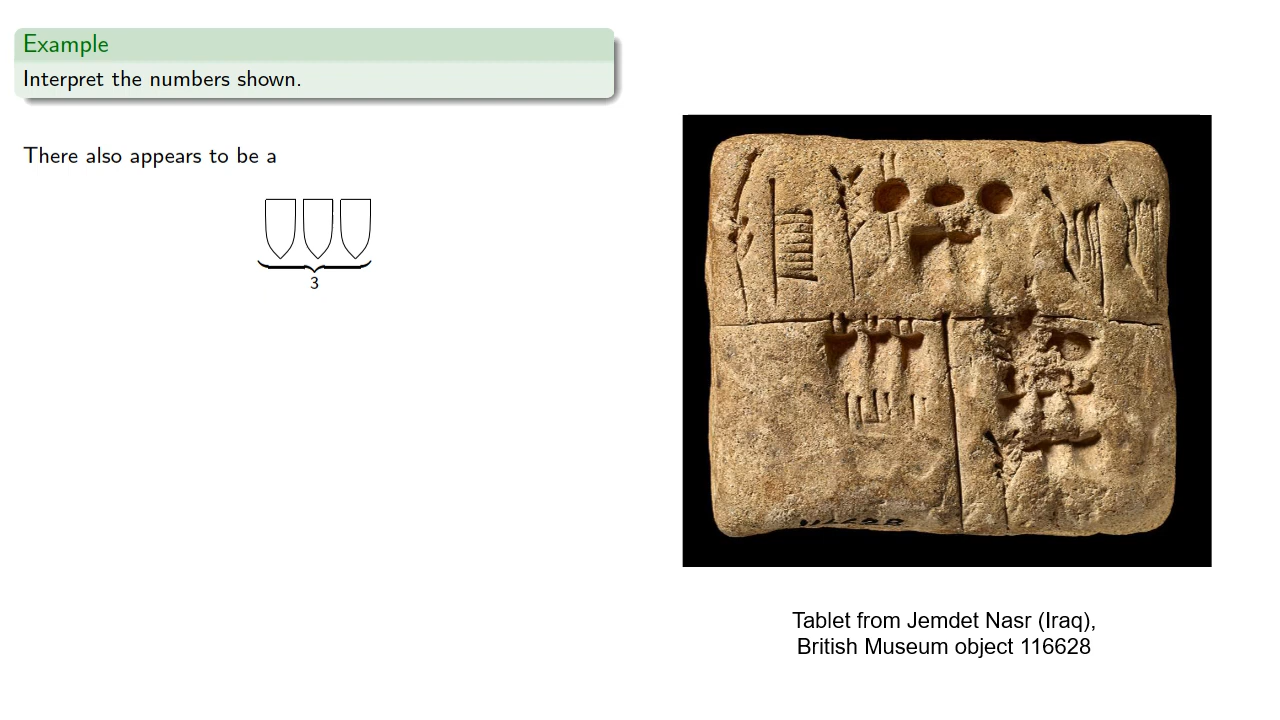 Example
Interpret the numbers shown.
There also appears to be a
3
Tablet from Jemdet Nasr (Iraq),
British Museum object 116628